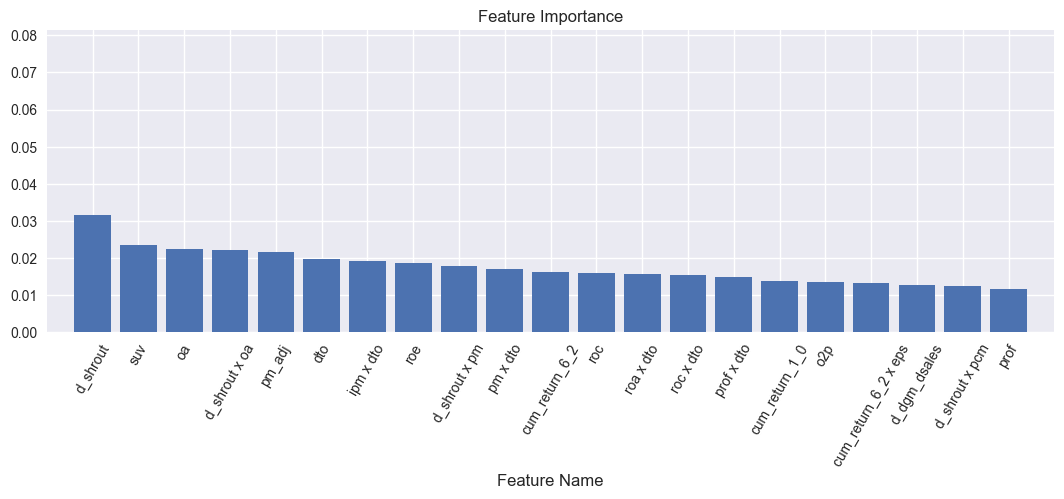 Feature Importance
0.08
0.07
0.06
0.05
0.04
0.03
0.02
0.01
0.00
d_shrout
suv
oa
d_shrout x oa
pm_adj
dto
ipm x dto
roe
d_shrout x pm
pm x dto
cum_return_6_2
roc
roa x dto
roc x dto
prof x dto
cum_return_1_0
o2p
cum_return_6_2 x eps
d_dgm_dsales
d_shrout x pcm
prof
Feature Name